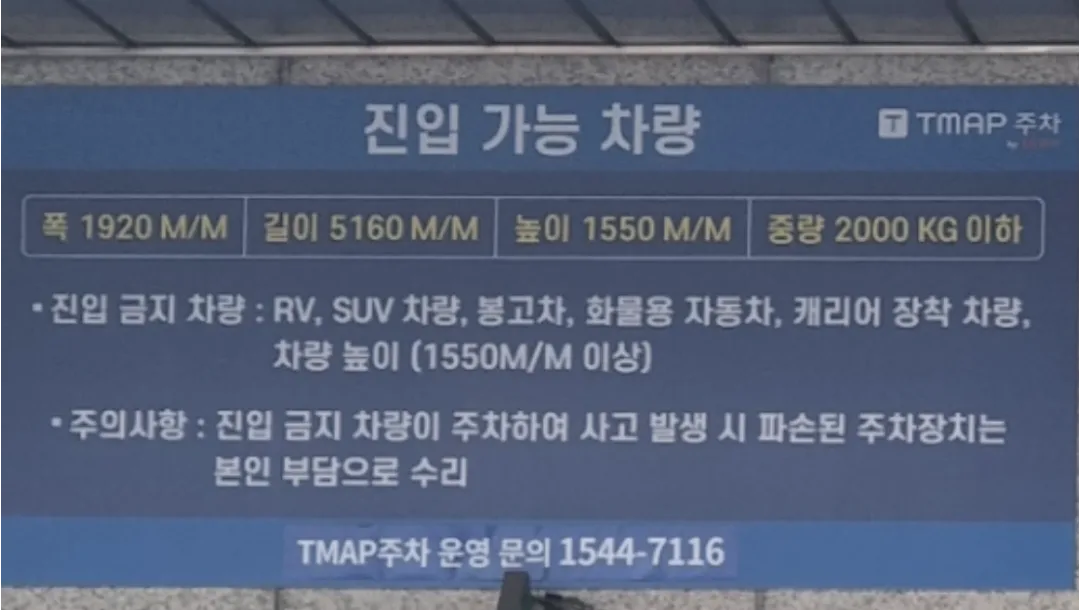 진입 가능 차량
T TMAP 주차
폭 1920 M/M 길이 5160 M/M 높이 1550 M/M 중량 2000 KG 이하
▪ 진입 금지 차량 : RV, SUV 차량, 봉고차, 화물용 자동차, 캐리어 장착 차량,
차량 높이 (1550M/M 이상)
▪ 주의사항 : 진입 금지 차량이 주차하여 사고 발생 시 파손된 주차장치는
본인 부담으로 수리
TMAP주차 운영 문의 1544-7116